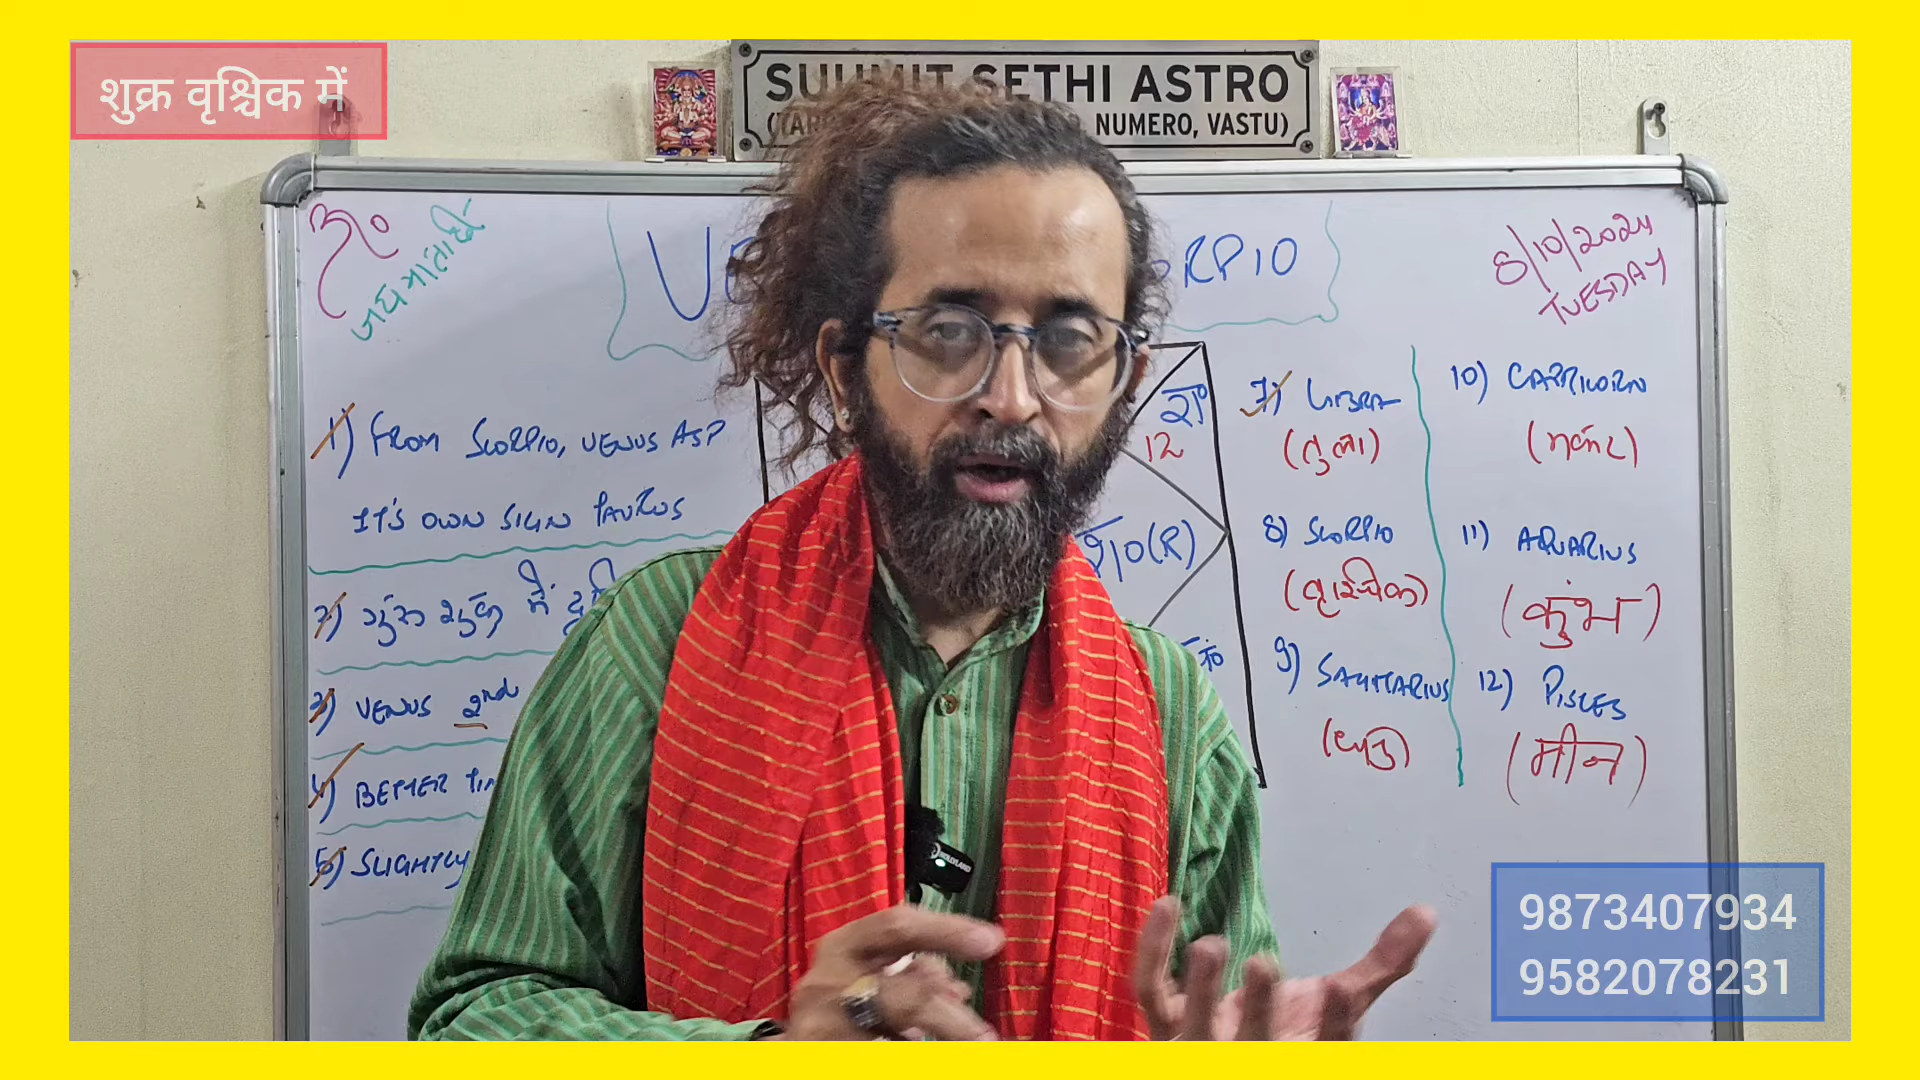 शुक्र वृश्चिक में
SETHI ASTRO
NUMERO, VASTU)
ॐ
जय माता दी
8/10/2024
TUESDAY
1) FROM SCORPIO, VENUS ASP
IT'S OWN SIGN TAURUS
VENUS 2nd
4) BETTER
5) SLIGHTLY
रा०
12
(R)
7) LIBRA
(तुला)
8) SCORPIO
(वृश्चिक)
9) SAGITTARIUS
(धनु)
10) CAPRICORN
(मकर)
11) AQUARIUS
(कुंभ)
12) PISCES
(मीन)
9873407934
9582078231